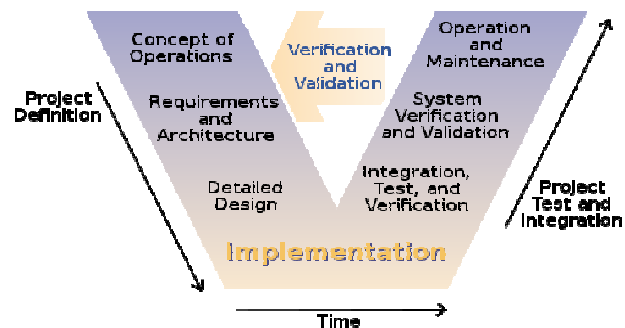 Concept of
Operations
Verification
and
Validation
Operation
and
Maintenance
Project
Definition
Requirements
and
Architecture
System
Verification
and Validation
Detailed
Design
Integration,
Test, and
Verification
Project
Test and
Integration
Implementation
Time